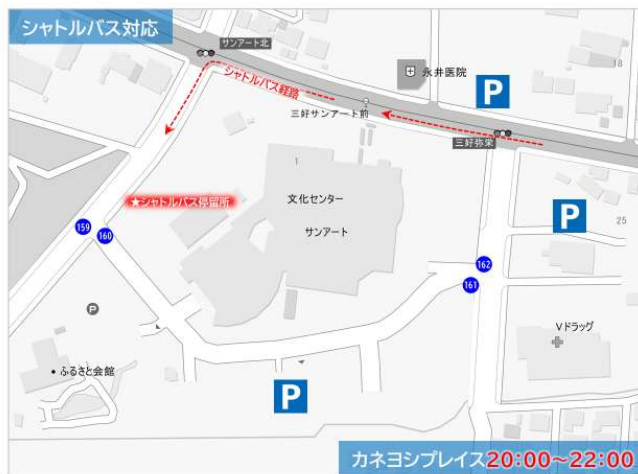 シャトルバス対応
サンアート北
永井医院
18
P
シャトルバス経路
三好サンアート前
三好弥栄
1
文化センター
サンアート
★シャトルバス停留所
P
25
159
160
162
161
P
Vドラッグ
ふるさと会館
P
カネヨシプレイス20:00~22:00